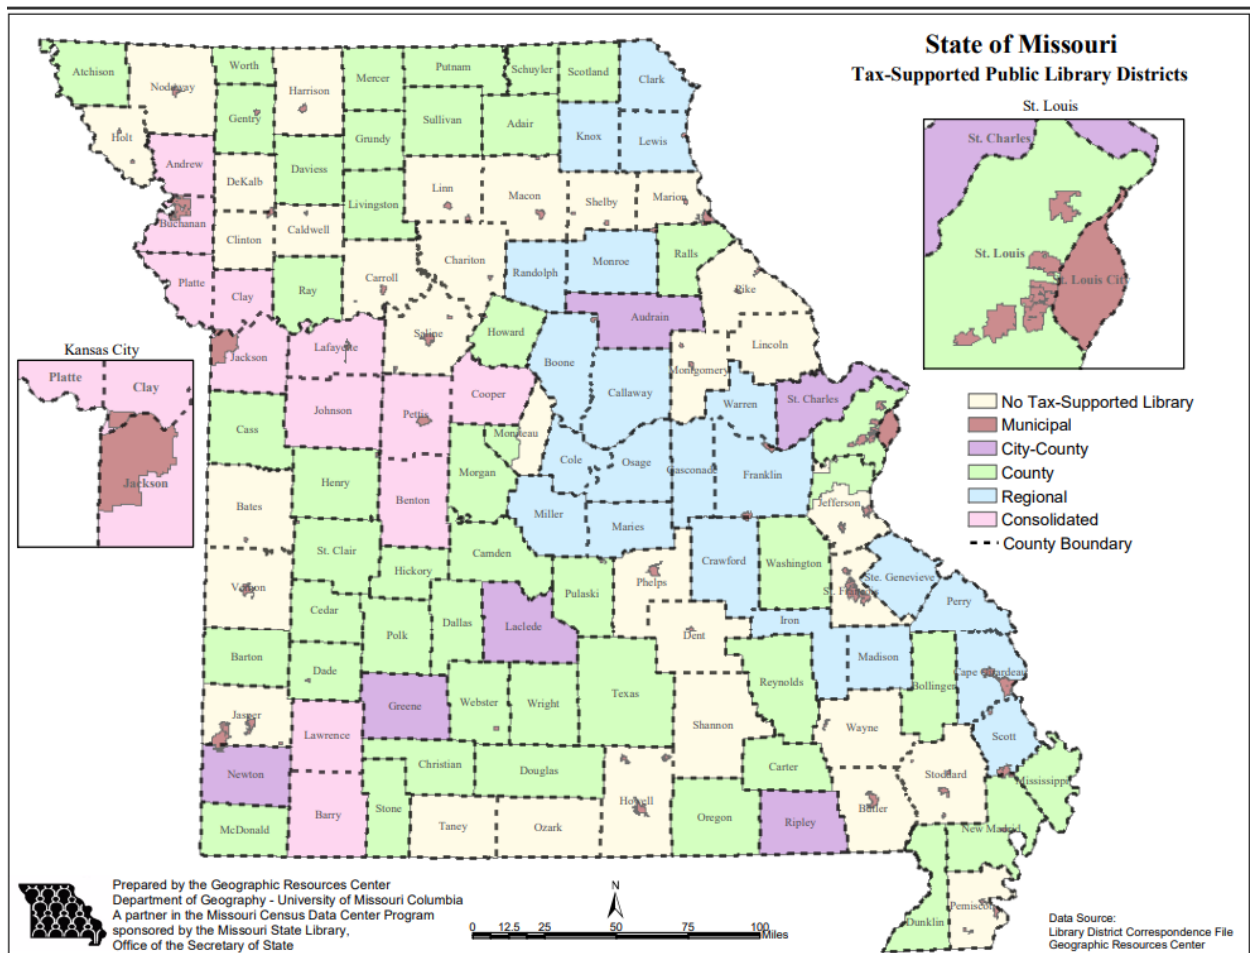 State of Missouri
Tax-Supported Public Library Districts
St. Louis
St. Charles
St. Louis
St. Louis City
Kansas City
Platte
Clay
Jackson
No Tax-Supported Library
Municipal
City-County
County
Regional
Consolidated
County Boundary
Atchison
Nodaway
Worth
Harrison
Mercer
Putnam
Schuyler
Scotland
Clark
Holt
Gentry
Sullivan
Adair
Knox
Lewis
Andrew
DeKalb
Daviess
Grundy
Linn
Macon
Shelby
Marion
Buchanan
Clinton
Caldwell
Livingston
Platte
Clay
Ray
Carroll
Chariton
Randolph
Monroe
Ralls
Pike
Jackson
Lafayette
Saline
Howard
Audrain
Lincoln
Boone
Callaway
Montgomery
Warren
St. Charles
Johnson
Pettis
Cooper
Cass
Moniteau
Cole
Osage
Gasconade
Franklin
Henry
Benton
Morgan
Bates
Miller
Maries
Jefferson
St. Clair
Hickory
Camden
Crawford
Washington
Vernon
Phelps
Pulaski
St. Francois
Ste. Genevieve
Perry
Cedar
Polk
Dallas
Laclede
Dent
Iron
Madison
Barton
Dade
Reynolds
Bollinger
Cape Girardeau
Greene
Webster
Wright
Texas
Shannon
Wayne
Scott
Jasper
Lawrence
Newton
Christian
Douglas
Carter
Stoddard
Mississippi
McDonald
Barry
Stone
Taney
Ozark
Howell
Oregon
Ripley
Butler
New Madrid
Dunklin
Pemiscot
Prepared by the Geographic Resources Center
Department of Geography - University of Missouri Columbia
A partner in the Missouri Census Data Center Program
sponsored by the Missouri State Library,
Office of the Secretary of State
N
0 12.5 25 50 75 100
Miles
Data Source:
Library District Correspondence File
Geographic Resources Center